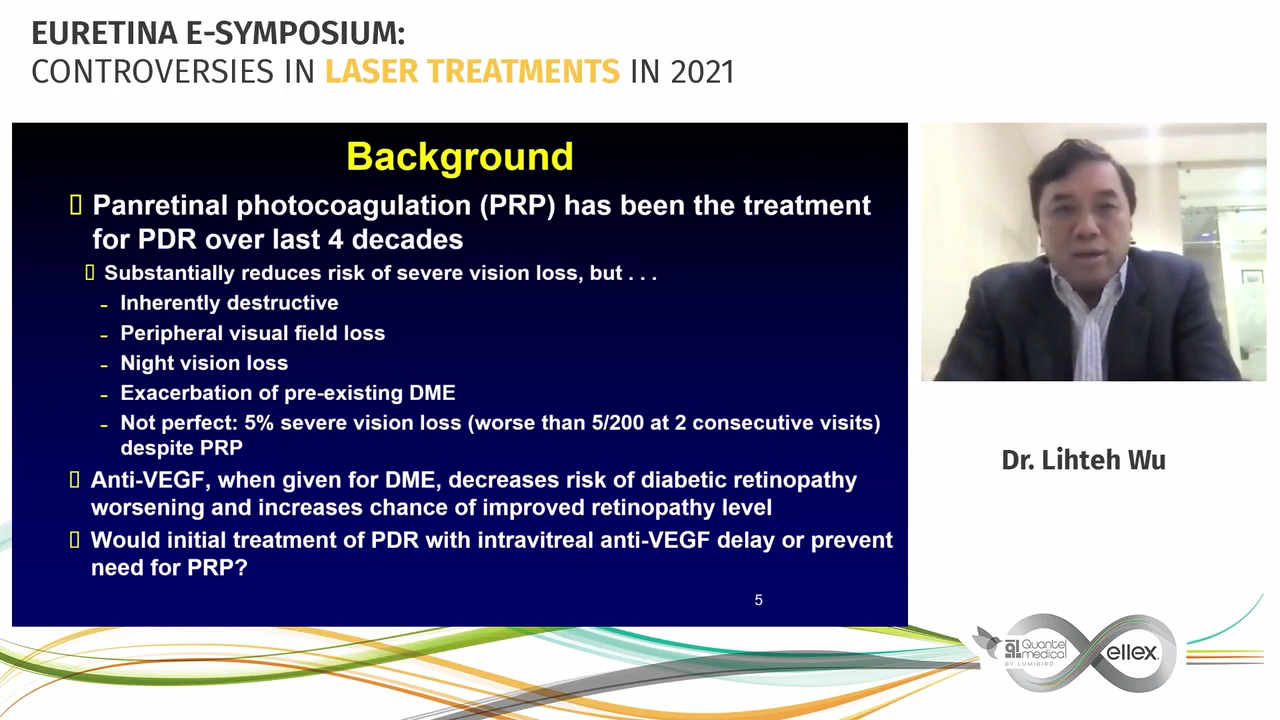 EURETINA E-SYMPOSIUM:
CONTROVERSIES IN LASER TREATMENTS IN 2021
Background
Panretinal photocoagulation (PRP) has been the treatment
for PDR over last 4 decades
Substantially reduces risk of severe vision loss, but . . .
- Inherently destructive
- Peripheral visual field loss
- Night vision loss
- Exacerbation of pre-existing DME
- Not perfect: 5% severe vision loss (worse than 5/200 at 2 consecutive visits)
despite PRP
Anti-VEGF, when given for DME, decreases risk of diabetic retinopathy
worsening and increases chance of improved retinopathy level
Would initial treatment of PDR with intravitreal anti-VEGF delay or prevent
need for PRP?
5
Dr. Lihteh Wu
Quantel
medical
BY LUMIBIRD
ellex